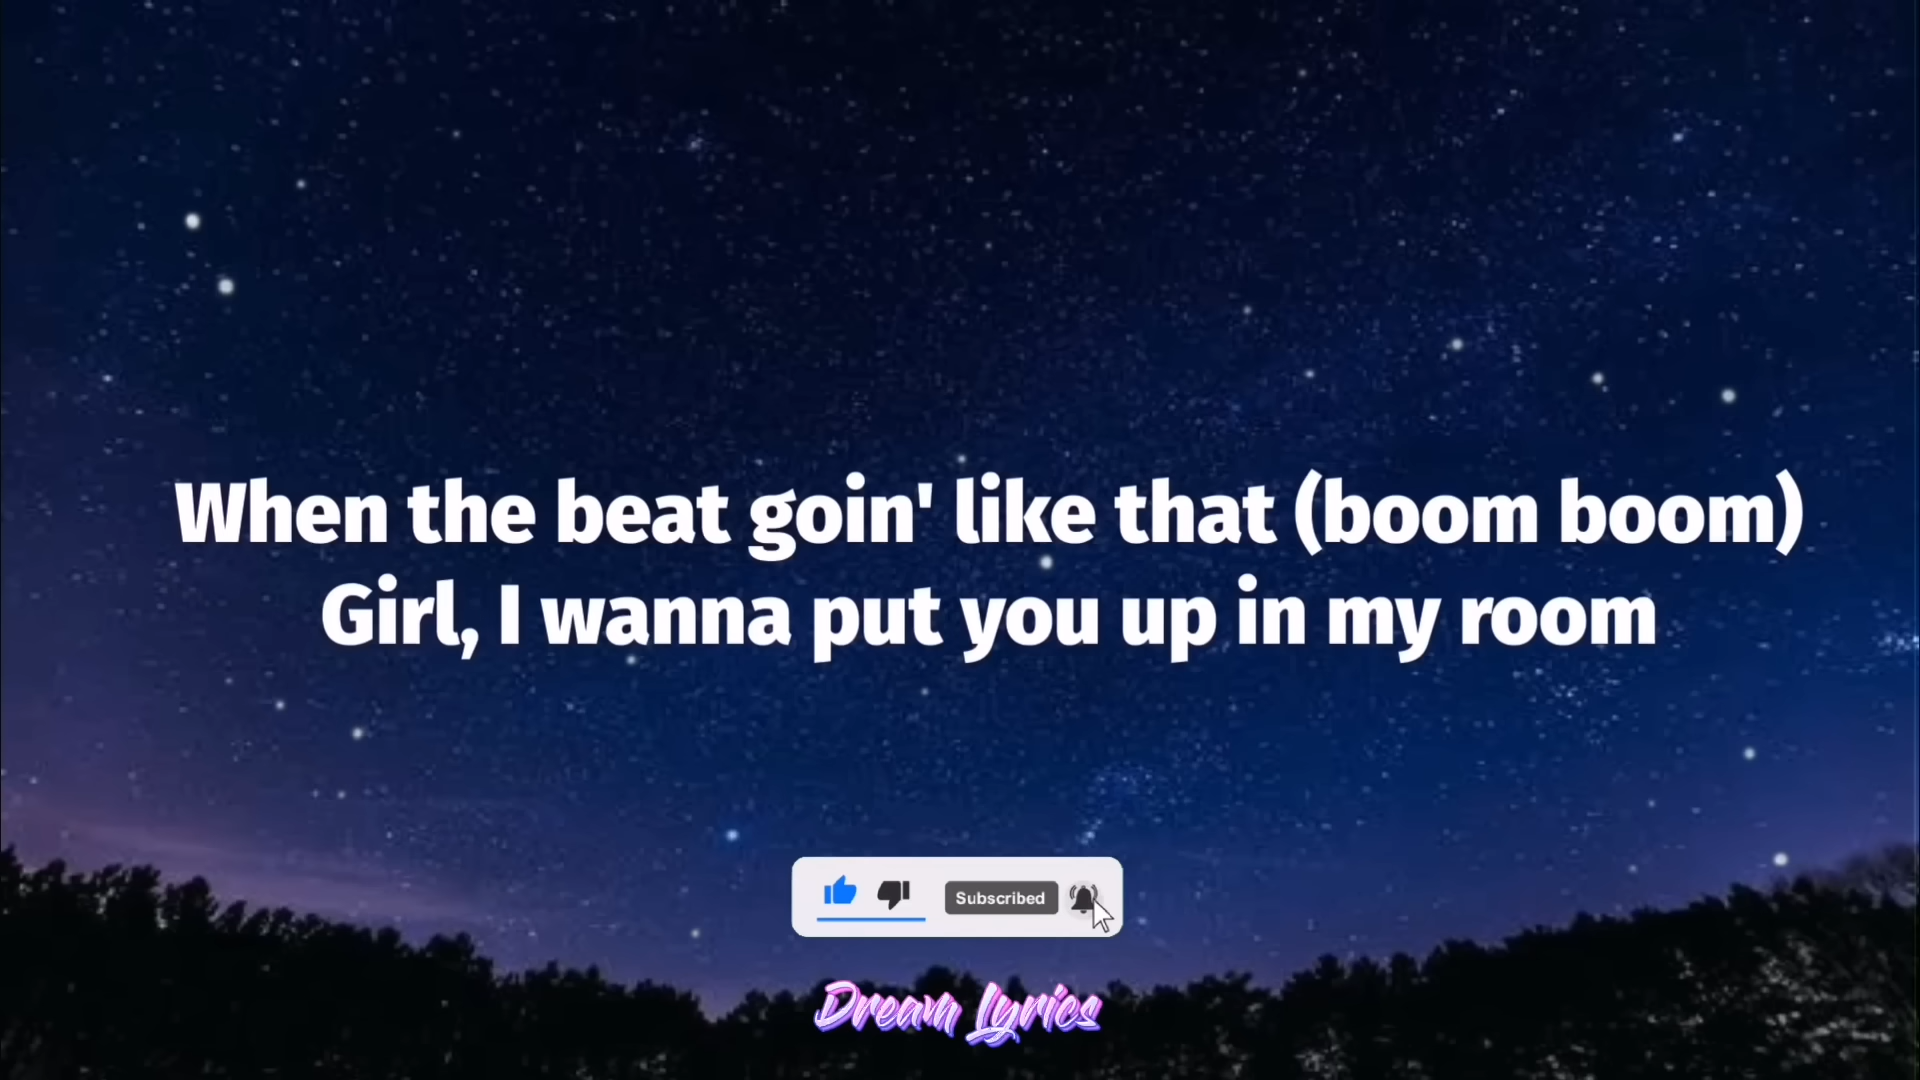 When the beat goin' like that (boom boom)
Girl, I wanna put you up in my room
Subscribed
Dream Lyrics